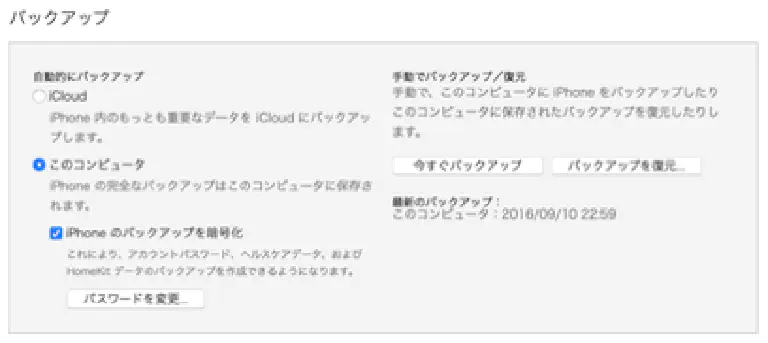 バックアップ
自動的にバックアップ
iCloud
iPhone 内のもっとも重要なデータを iCloud にバックアッ
プします。
このコンピュータ
iPhone の完全なバックアップはこのコンピュータに保存さ
れます。
iPhone のバックアップを暗号化
これにより、アカウントパスワード、ヘルスケアデータ、および
HomeKit データのバックアップを作成できるようになります。
パスワードを変更...
手動でバックアップ／復元
手動で、このコンピュータに iPhone をバックアップしたり
このコンピュータに保存されたバックアップを復元したりし
ます。
今すぐバックアップ
バックアップを復元...
最新のバックアップ：
このコンピュータ：2016/09/10 22:59